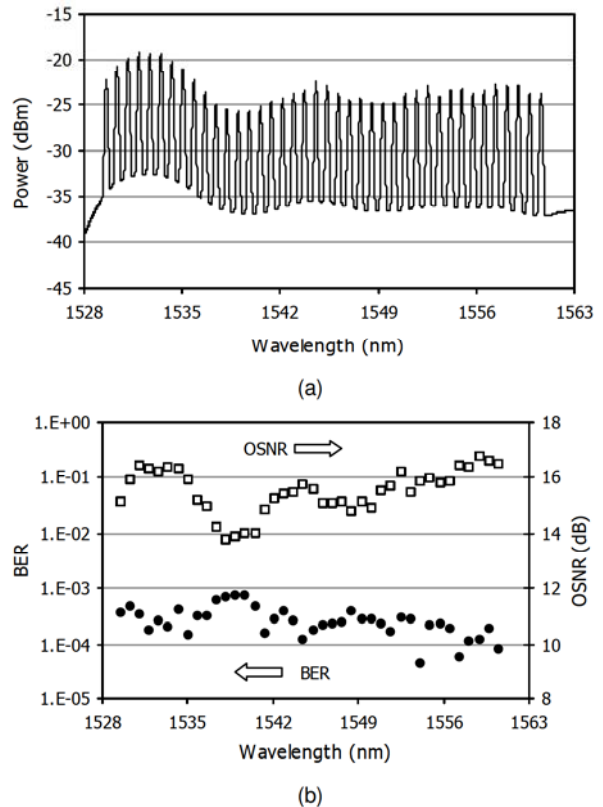 -15
-20
-25
-30
-35
-40
-45
Power (dBm)
1528 1535 1542 1549 1556 1563
Wavelength (nm)
(a)
1.E+00
1.E-01
1.E-02
1.E-03
1.E-04
1.E-05
BER
OSNR
BER
18
16
14
12
10
8
OSNR (dB)
1528 1535 1542 1549 1556 1563
Wavelength (nm)
(b)